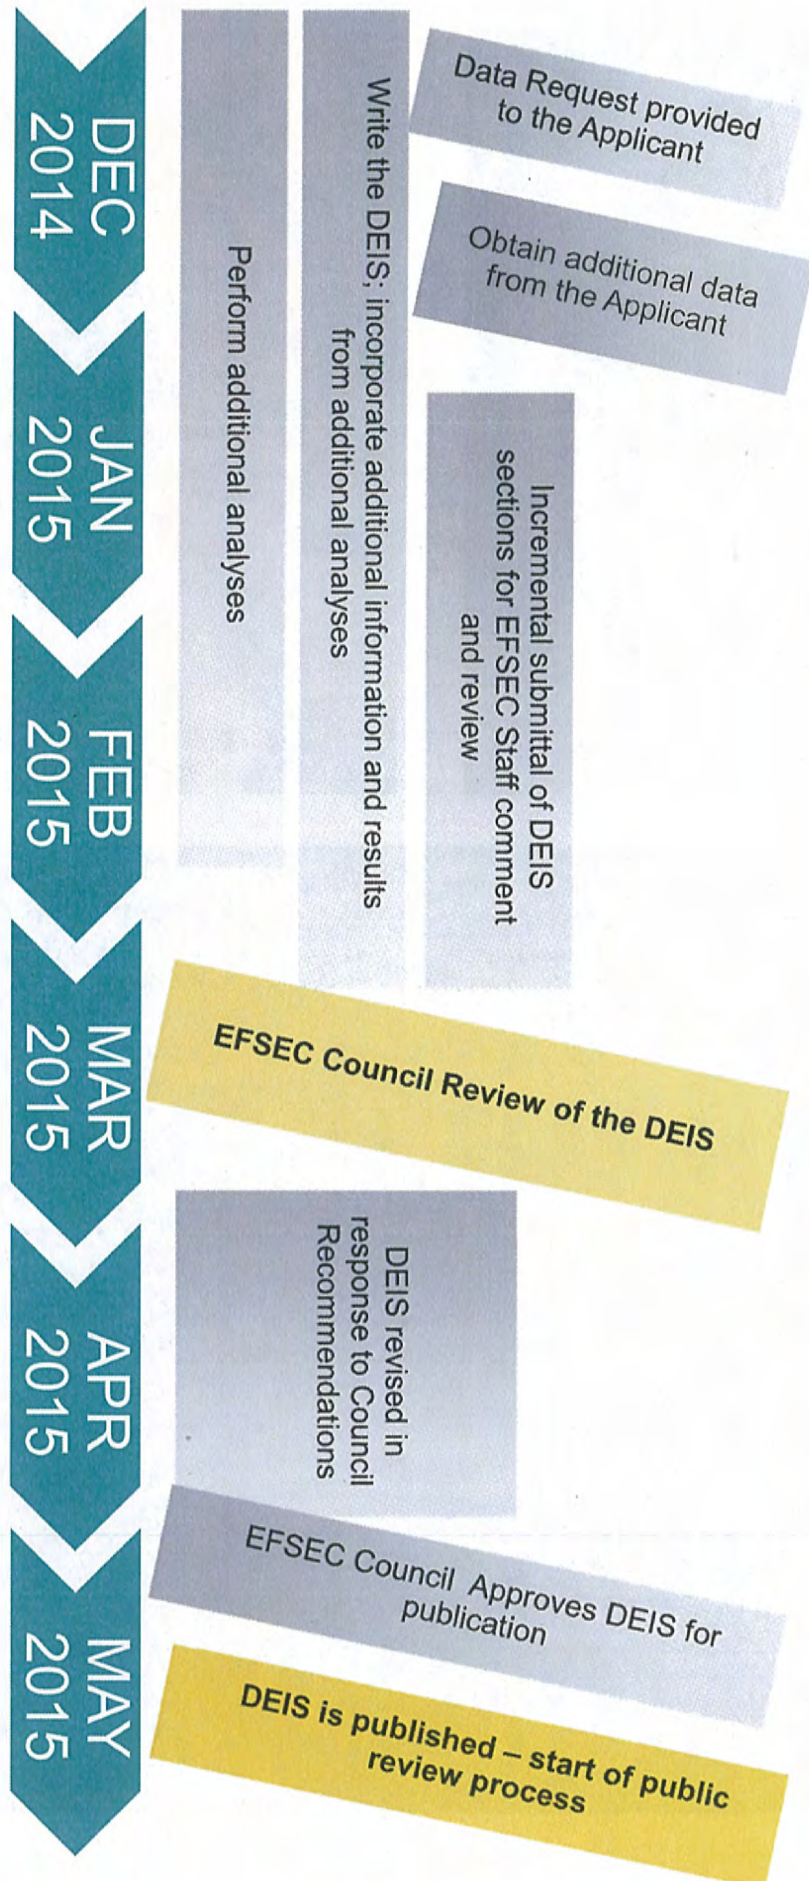 Data Request provided
to the Applicant
Obtain additional data
from the Applicant
Incremental submittal of DEIS
sections for EFSEC Staff comment
and review
Write the DEIS; incorporate additional information and results
from additional analyses
Perform additional analyses
EFSEC Council Review of the DEIS
DEIS revised in
response to Council
Recommendations
EFSEC Council Approves DEIS for
publication
DEIS is published – start of public
review process
DEC
2014
JAN
2015
FEB
2015
MAR
2015
APR
2015
MAY
2015